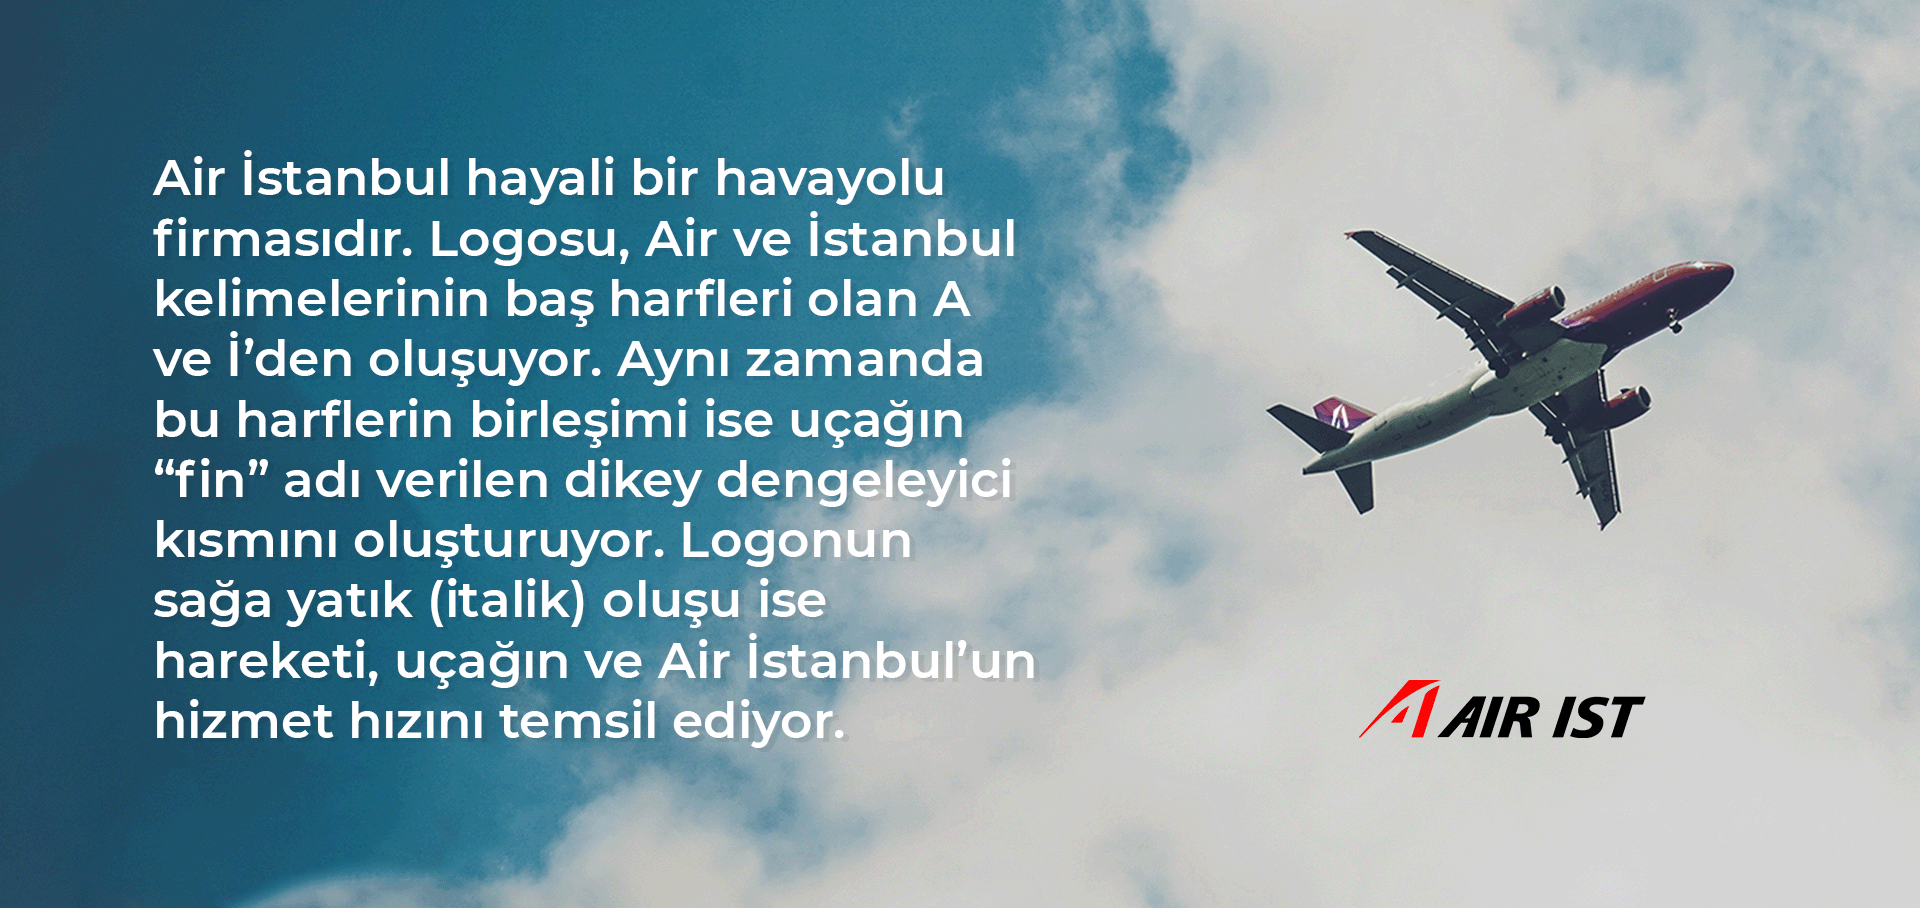 Air İstanbul hayali bir havayolu
firmasıdır. Logosu, Air ve İstanbul
kelimelerinin baş harfleri olan A
ve İ’den oluşuyor. Aynı zamanda
bu harflerin birleşimi ise uçağın
“fin” adı verilen dikey dengeleyici
kısmını oluşturuyor. Logonun
sağa yatık (italik) oluşu ise
hareketi, uçağın ve Air İstanbul’un
hizmet hızını temsil ediyor.
AIR IST